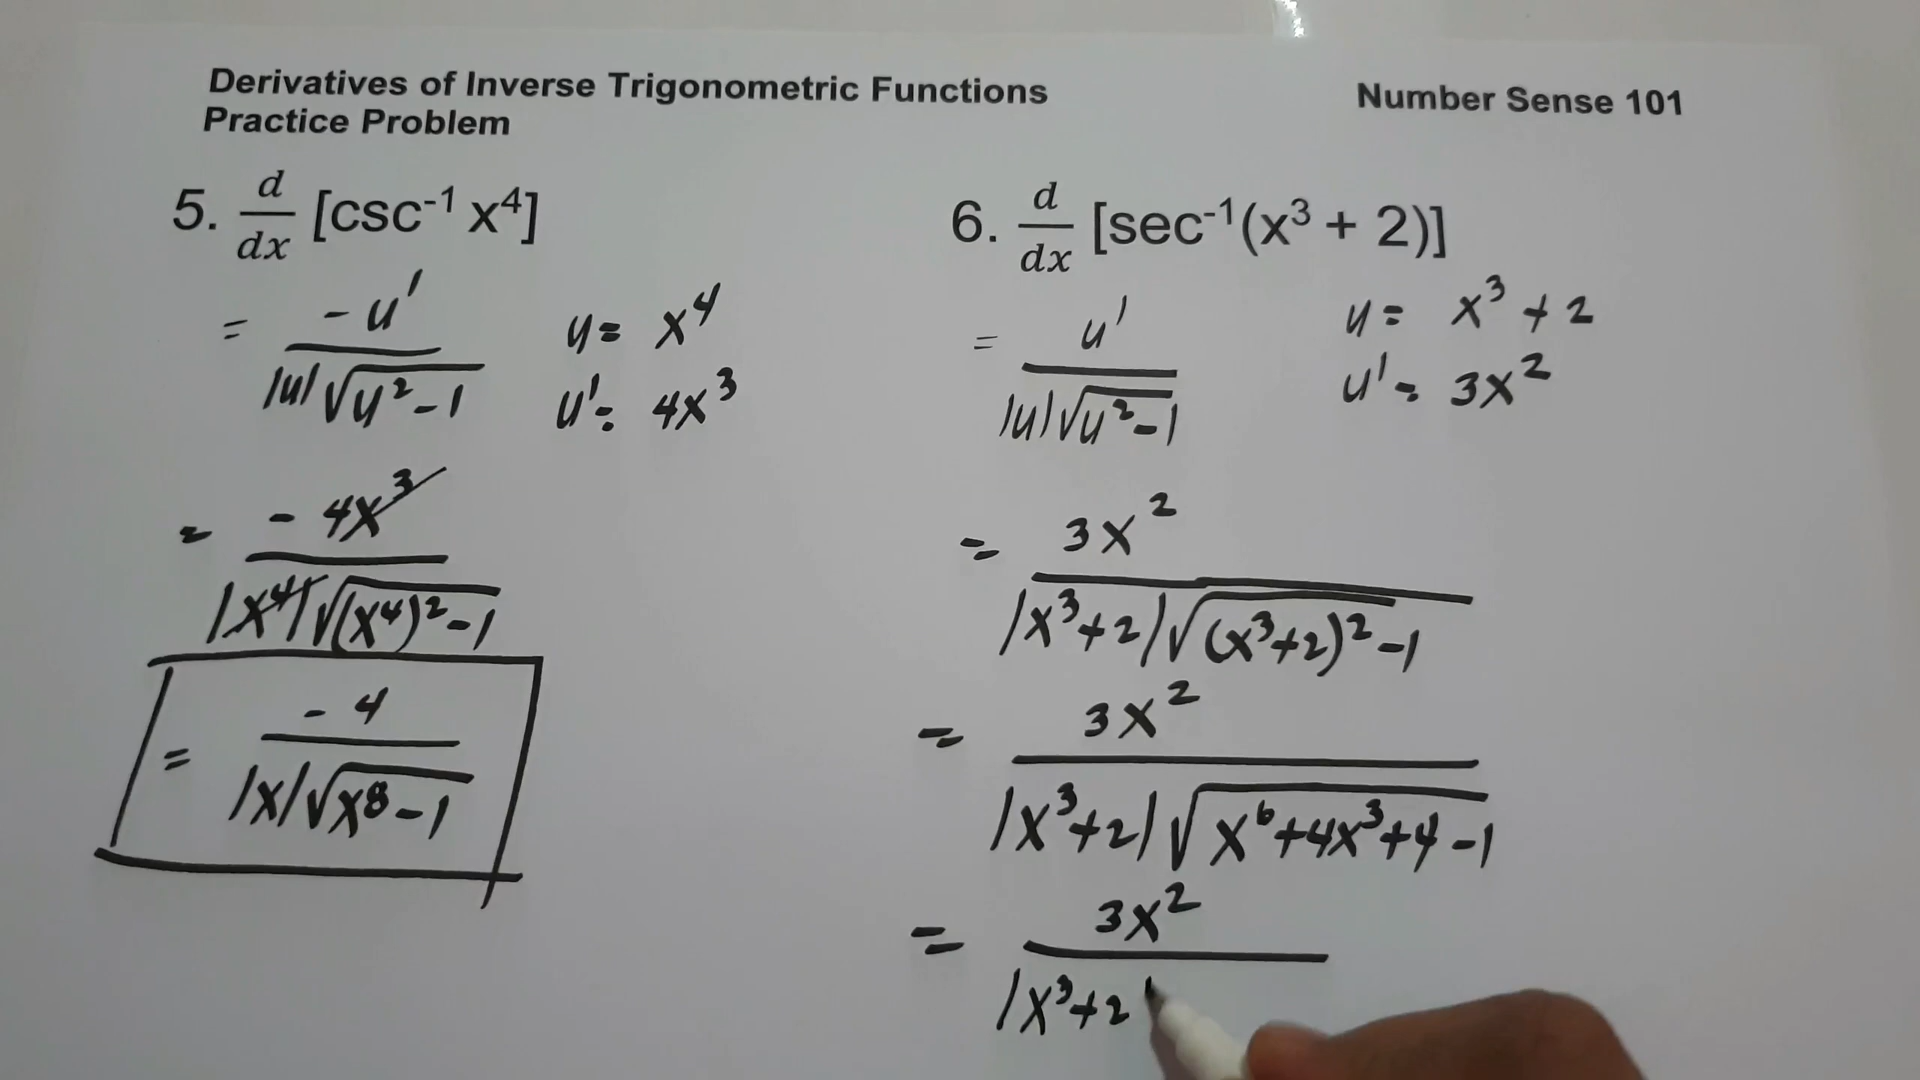 Derivatives of Inverse Trigonometric Functions
Practice Problem
Number Sense 101
5. d/dx [csc⁻¹ x⁴]
= -u' / |u|√u²-1
u = x⁴
u' = 4x³
= -4x³ / |x⁴|√(x⁴)²-1
= -4 / |x|√x⁸-1
6. d/dx [sec⁻¹(x³ + 2)]
= u' / |u|√u²-1
u = x³+2
u' = 3x²
= 3x² / |x³+2|√(x³+2)²-1
= 3x² / |x³+2|√x⁶+4x³+4-1
= 3x² / |x³+2